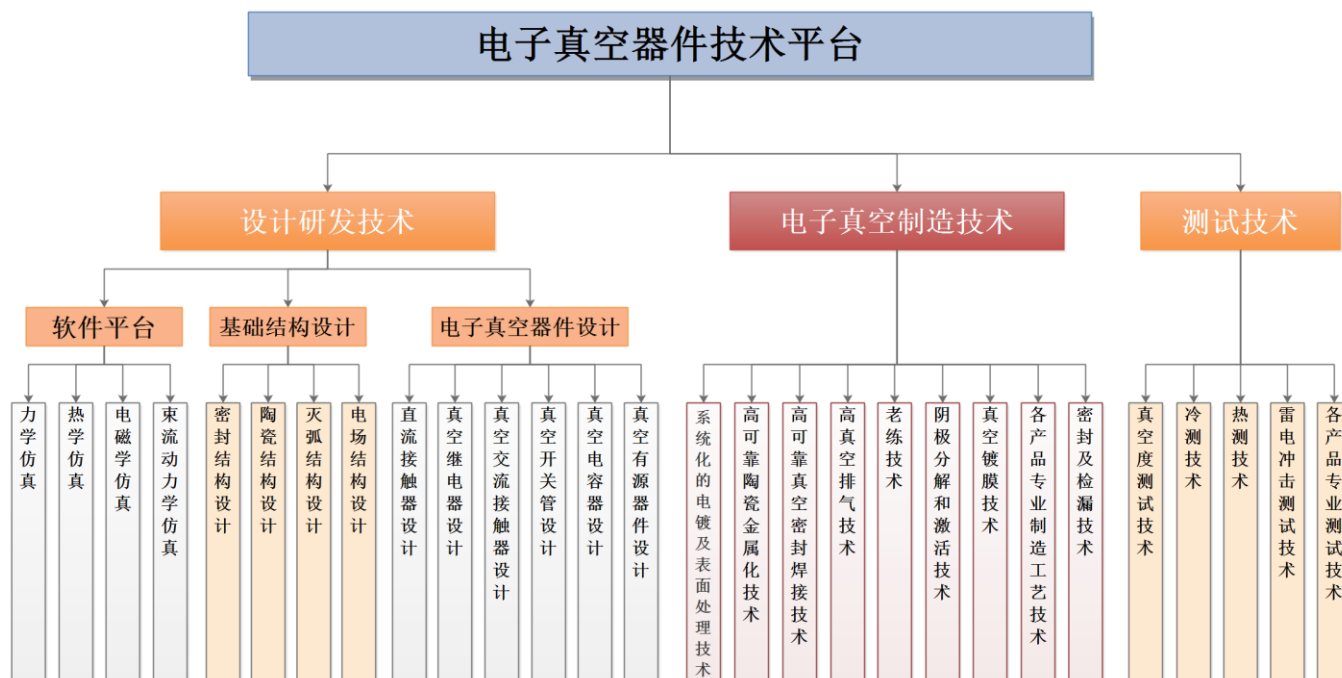 电子真空器件技术平台
设计研发技术
电子真空制造技术
测试技术
软件平台
基础结构设计
电子真空器件设计
力学仿真
热学仿真
电磁学仿真
束流动力学仿真
密封结构设计
陶瓷结构设计
灭弧结构设计
电场结构设计
直流接触器设计
真空继电器设计
真空交流接触器设计
真空开关管设计
真空电容器设计
真空有源器件设计
系统化的电镀及表面处理技术
高可靠陶瓷金属化技术
高可靠真空密封焊接技术
高真空排气技术
老练技术
阴极分解和激活技术
真空镀膜技术
各产品专业制造工艺技术
密封及检漏技术
真空度测试技术
冷测技术
热测技术
雷电冲击测试技术
各产品专业测试技术